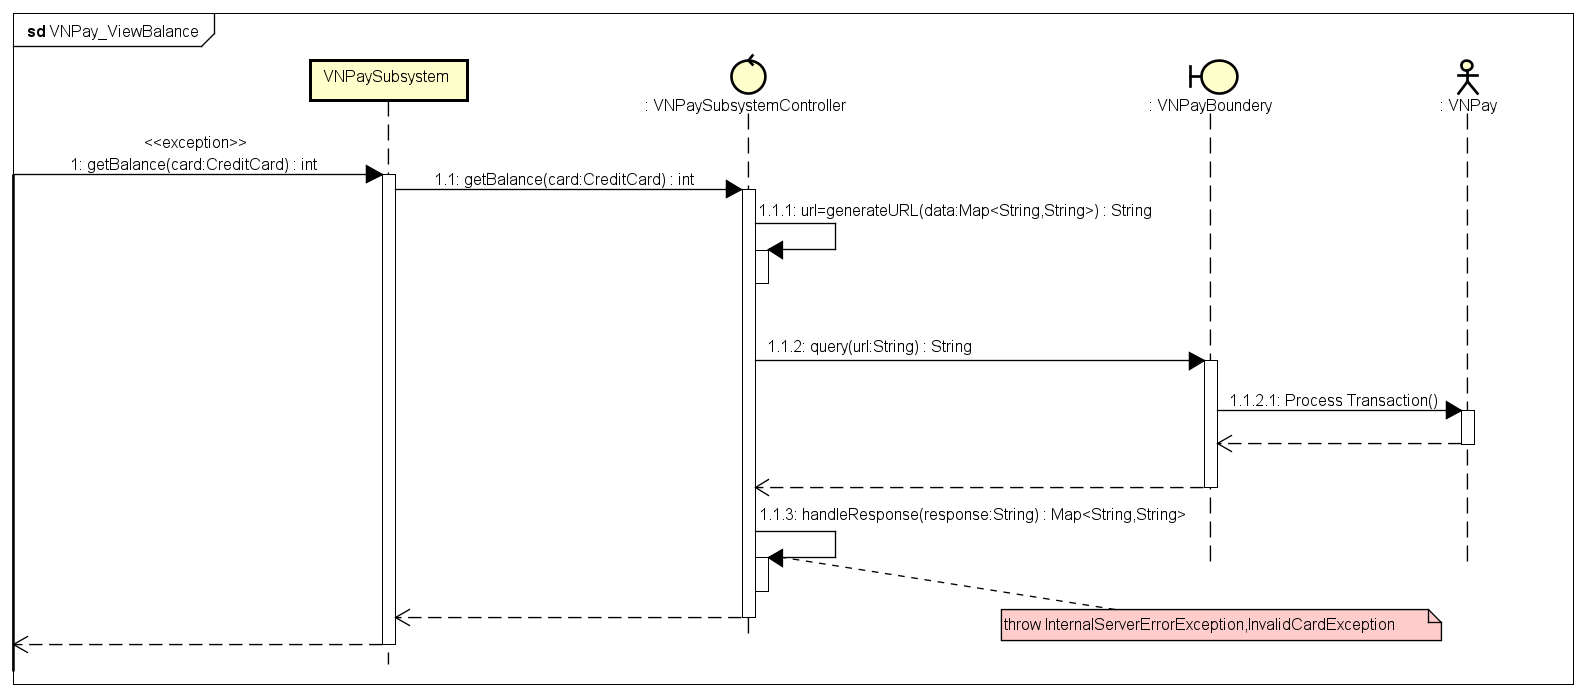 sd VNPay_ViewBalance
VNPaySubsystem
: VNPaySubsystemController
: VNPayBoundery
: VNPay
<<exception>>
1: getBalance(card:CreditCard) : int
1.1: getBalance(card:CreditCard) : int
1.1.1: url=generateURL(data:Map<String,String>) : String
1.1.2: query(url:String) : String
1.1.2.1: Process Transaction()
1.1.3: handleResponse(response:String) : Map<String,String>
throw InternalServerErrorException,InvalidCardException